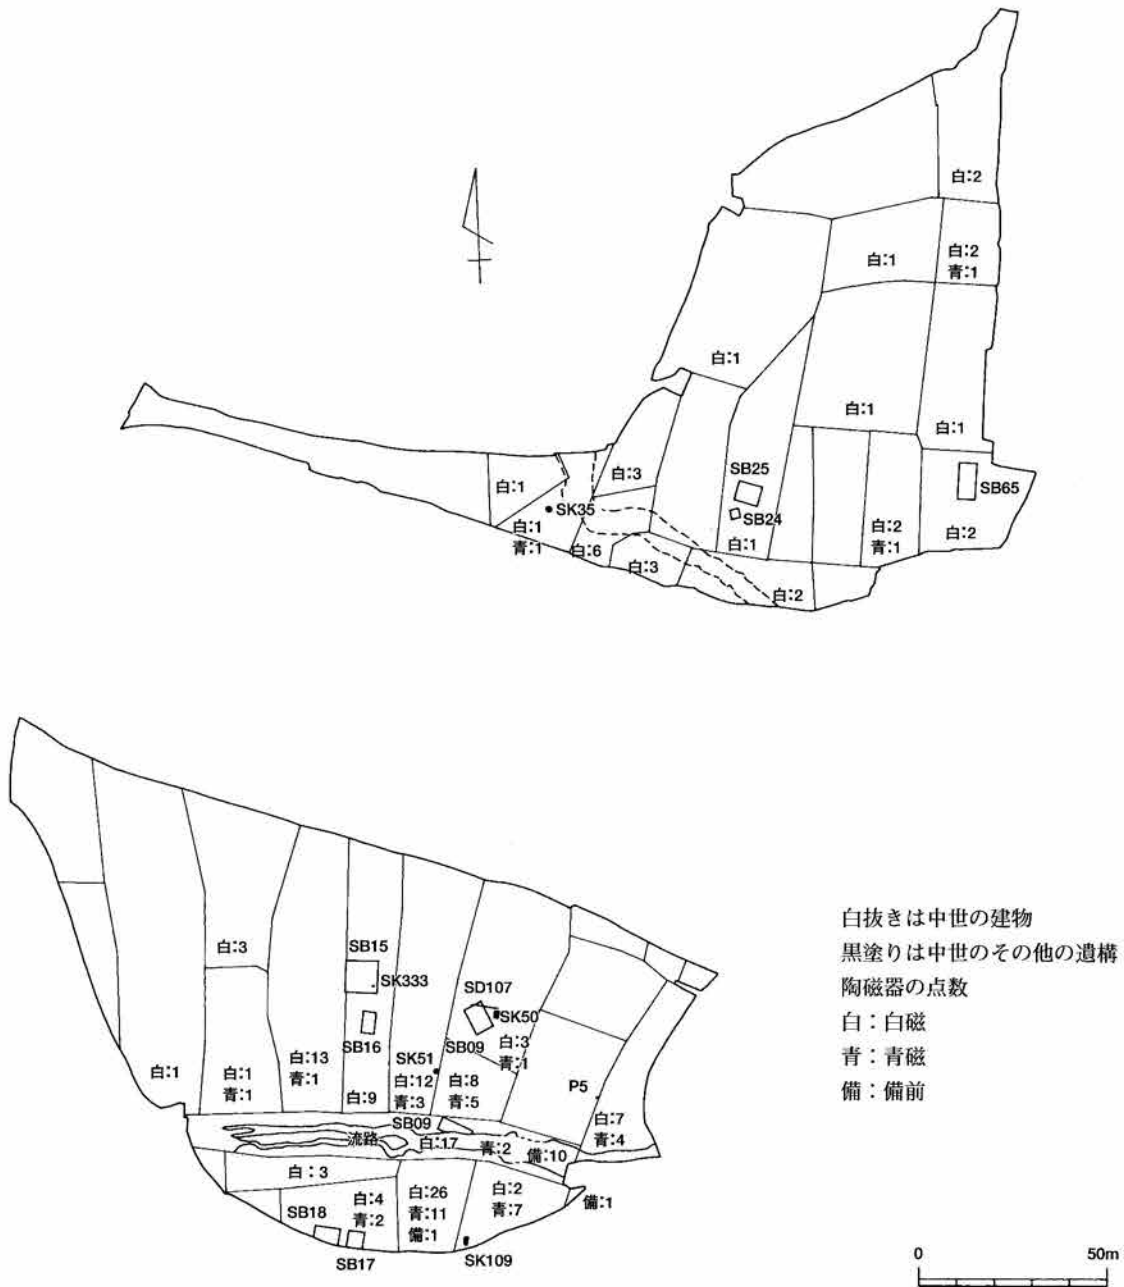 白:2
白:1
白:2
青:1
白:1
白:1
白:1
SB25
SB65
白:3
白:1
SK35
SB24
白:1
青:1
白:6
白:3
白:1
白:2
青:1
白:2
白:2
白:3
SB15
SK333
SD107
SK50
SB16
SB09
白:3
青:1
白:13
青:1
SK51
白:1
白:1
青:1
白:9
白:12
青:3
白:8
青:5
P5
白:7
青:4
SB09
流路
白:17
青:2
備:10
白:3
白:4
青:2
白:26
青:11
備:1
白:2
青:7
備:1
SB18
SB17
SK109
白抜きは中世の建物
黒塗りは中世のその他の遺構
陶磁器の点数
白：白磁
青：青磁
備：備前
0 50m